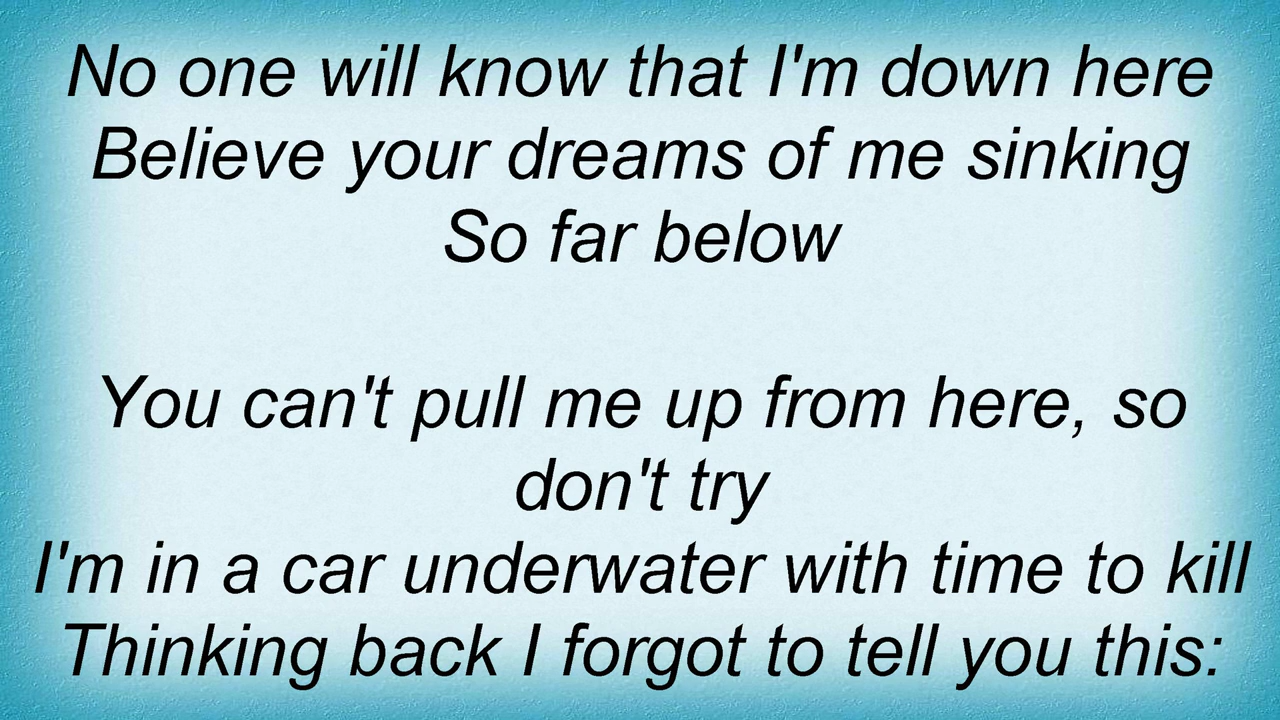 No one will know that I'm down here
Believe your dreams of me sinking
So far below
You can't pull me up from here, so
don't try
I'm in a car underwater with time to kill
Thinking back I forgot to tell you this: